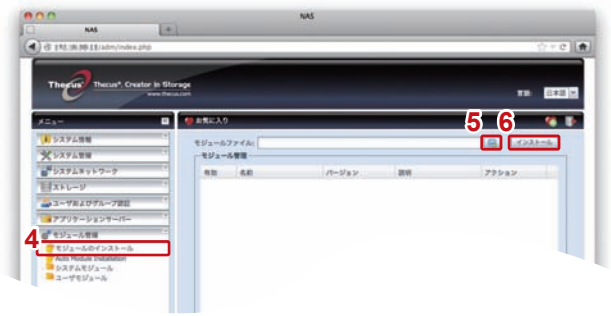 NAS
NAS
/adm/index.php
Thecus
Thecus®, Creator in Storage
www.thecus.com
言語:
日本語
メニュー
お気に入り
5
6
システム情報
モジュールファイル:
インストール
システム管理
モジュール管理
システムネットワーク
有効
名前
バージョン
説明
アクション
ストレージ
ユーザおよびグループ認証
アプリケーションサーバー
モジュール管理
4
モジュールのインストール
Auto Module Installation
システムモジュール
ユーザモジュール